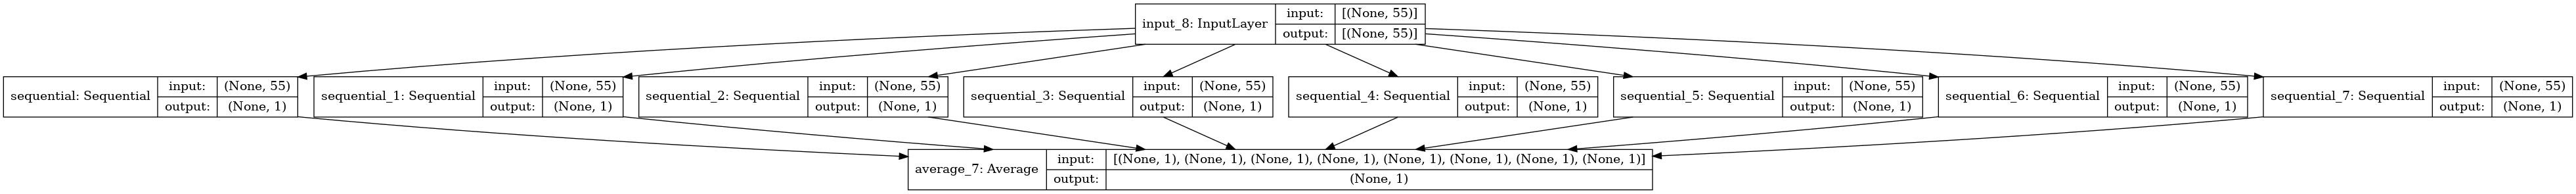 input_8: InputLayer input: [(None, 55)]
output: [(None, 55)]
sequential: Sequential input: (None, 55)
output: (None, 1)
sequential_1: Sequential input: (None, 55)
output: (None, 1)
sequential_2: Sequential input: (None, 55)
output: (None, 1)
sequential_3: Sequential input: (None, 55)
output: (None, 1)
sequential_4: Sequential input: (None, 55)
output: (None, 1)
sequential_5: Sequential input: (None, 55)
output: (None, 1)
sequential_6: Sequential input: (None, 55)
output: (None, 1)
sequential_7: Sequential input: (None, 55)
output: (None, 1)
average_7: Average input: [(None, 1), (None, 1), (None, 1), (None, 1), (None, 1), (None, 1), (None, 1), (None, 1)]
output: (None, 1)